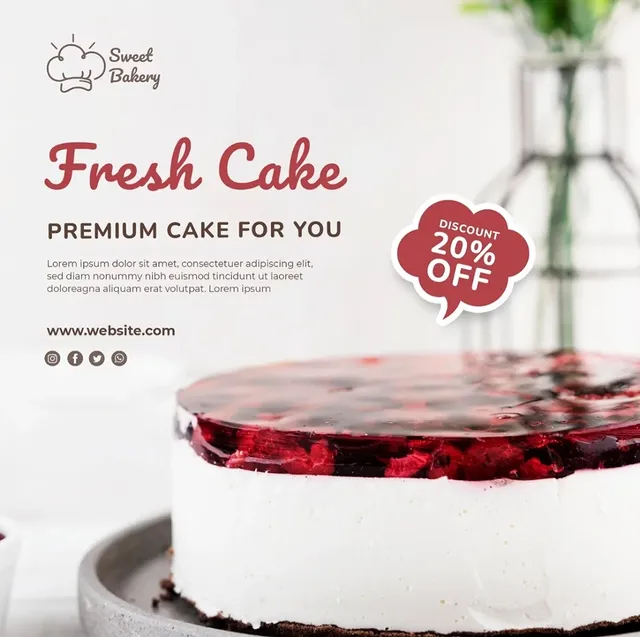 Sweet
Bakery
Fresh Cake
PREMIUM CAKE FOR YOU
Lorem ipsum dolor sit amet, consectetuer adipiscing elit,
sed diam nonummy nibh euismod tincidunt ut laoreet
doloregna aliquam erat volutpat. Lorem ipsum
www.website.com
DISCOUNT
20%
OFF